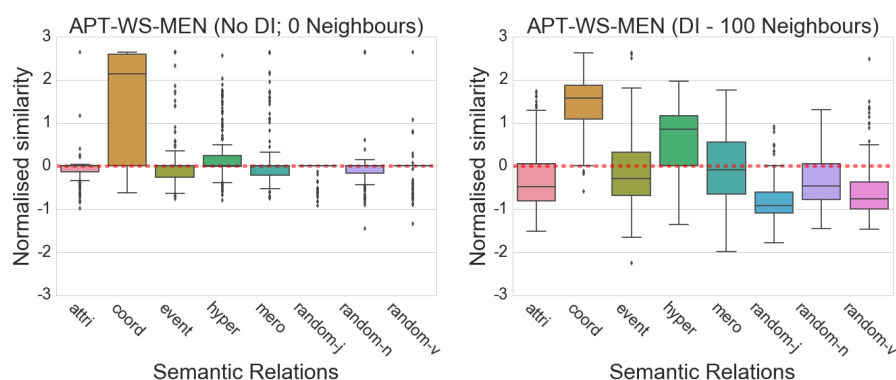 APT-WS-MEN (No DI; 0 Neighbours)
Normalised similarity
3
2
1
0
-1
-2
-3
attri
coord
event
hyper
mero
random-j
random-n
random-v
Semantic Relations
APT-WS-MEN (DI - 100 Neighbours)
Normalised similarity
3
2
1
0
-1
-2
-3
attri
coord
event
hyper
mero
random-j
random-n
random-v
Semantic Relations